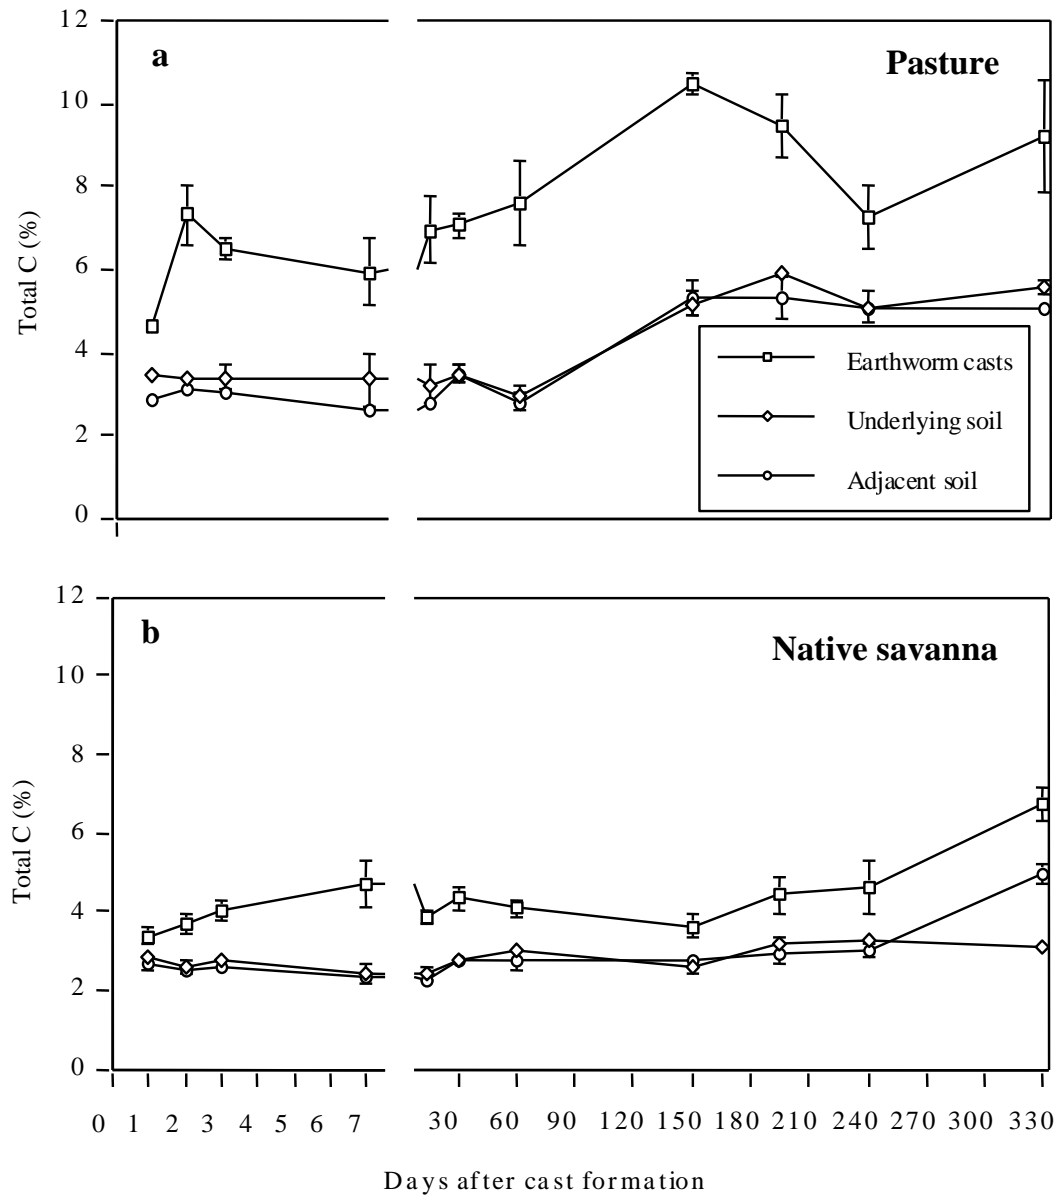 12
a
Pasture
10
8
6
4
2
0
Total C (%)
Earthworm casts
Underlying soil
Adjacent soil
12
b
Native savanna
10
8
6
4
2
0
Total C (%)
0 1 2 3 4 5 6 7 30 60 90 120 150 180 210 240 270 300 330
Days after cast formation